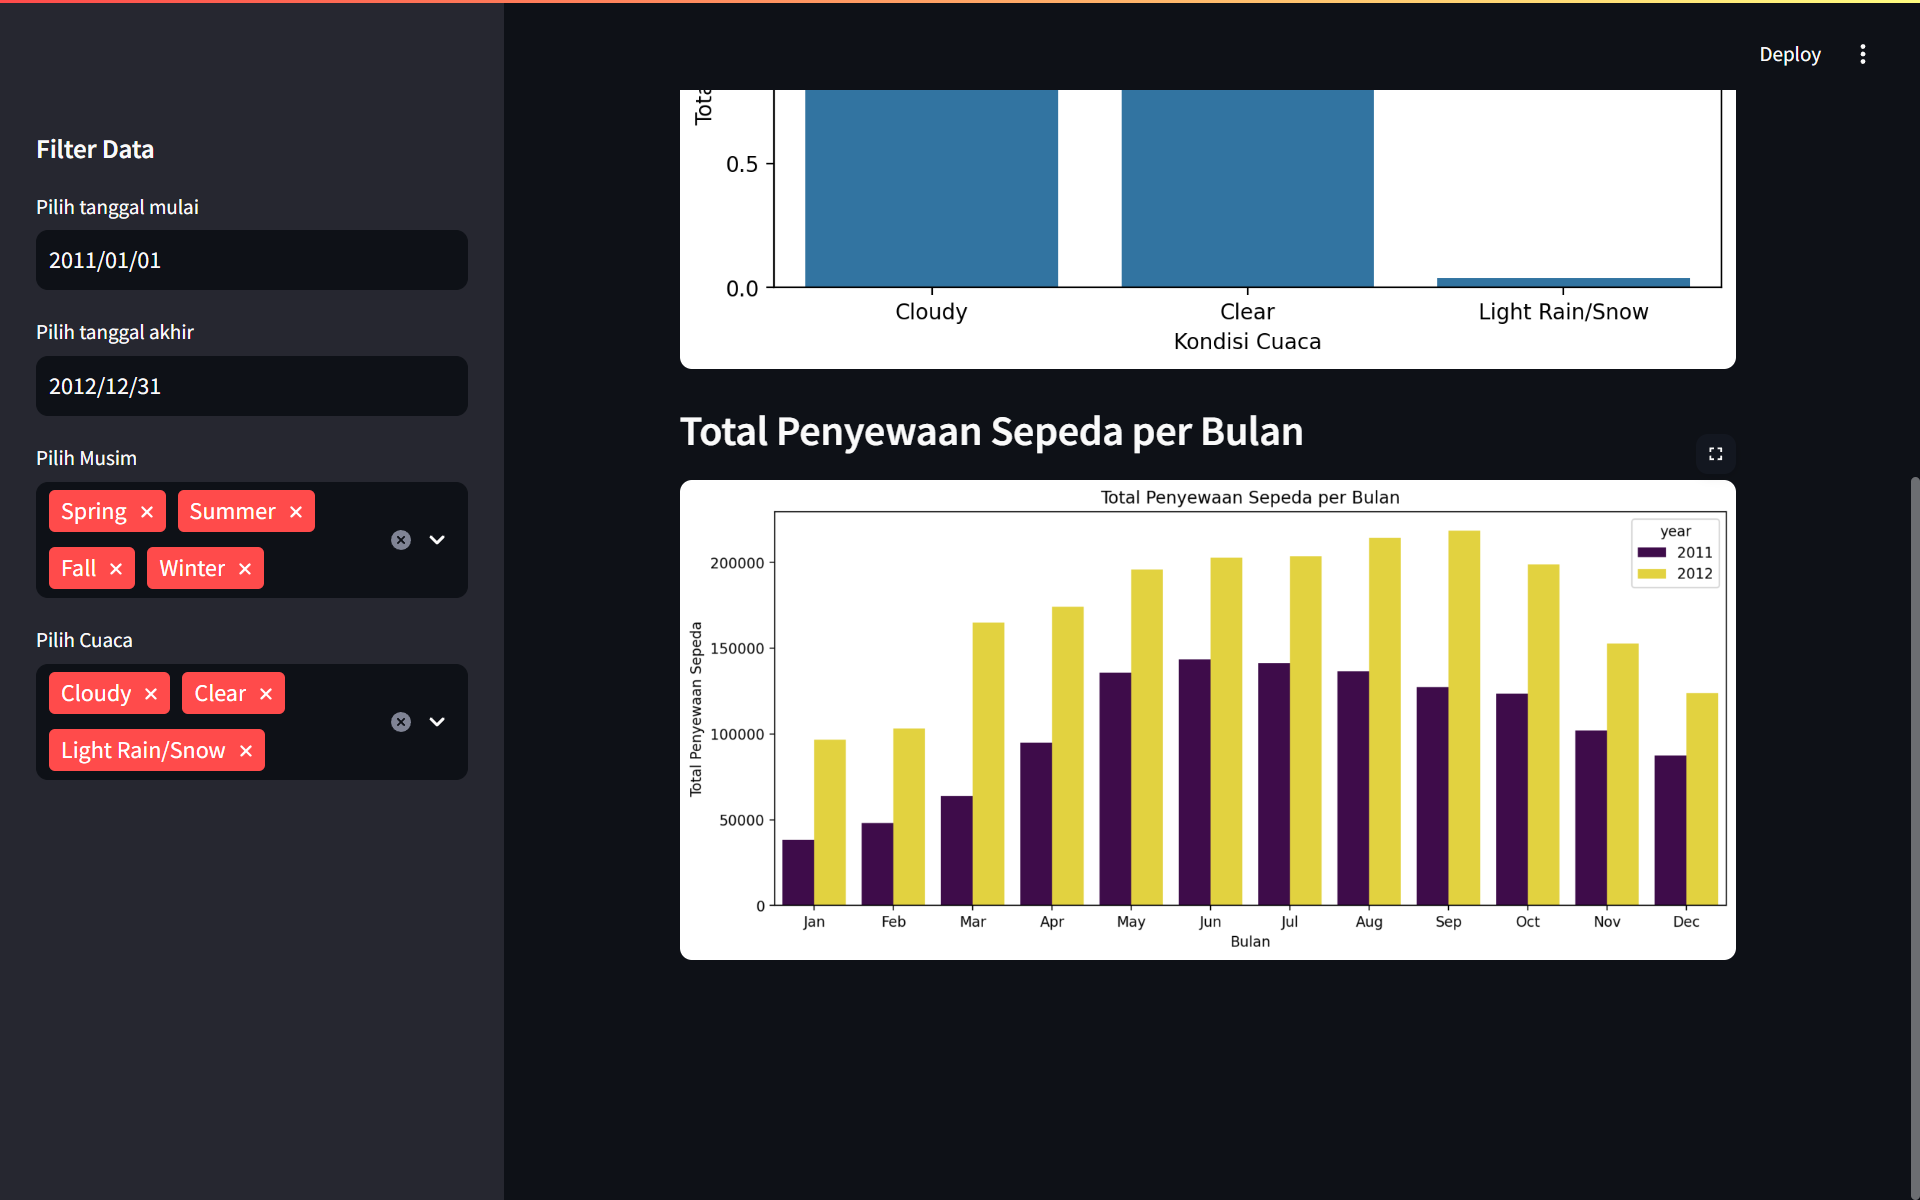 Deploy
Filter Data
Pilih tanggal mulai
2011/01/01
Pilih tanggal akhir
2012/12/31
Pilih Musim
Spring Summer
Fall Winter
Pilih Cuaca
Cloudy Clear
Light Rain/Snow
0.5
0.0
Cloudy Clear Light Rain/Snow
Kondisi Cuaca
Total Penyewaan Sepeda per Bulan
Total Penyewaan Sepeda per Bulan
year
2011
2012
Total Penyewaan Sepeda
200000
150000
100000
50000
0
Jan Feb Mar Apr May Jun Jul Aug Sep Oct Nov Dec
Bulan